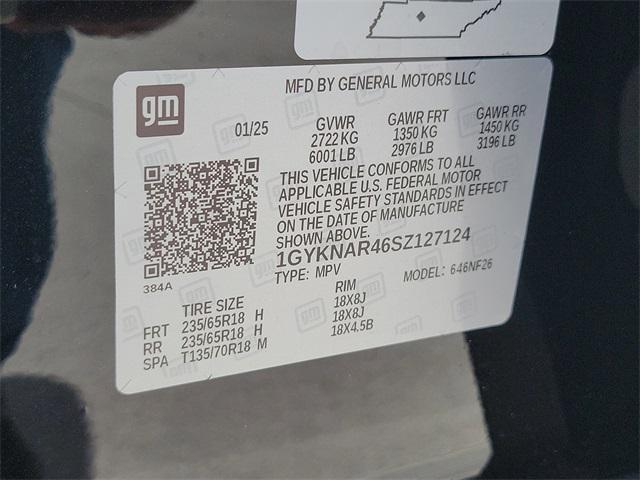 MFD BY GENERAL MOTORS LLC
gm
01/25
GVWR
2722 KG
6001 LB
GAWR FRT
1350 KG
2976 LB
GAWR RR
1450 KG
3196 LB
THIS VEHICLE CONFORMS TO ALL
APPLICABLE U.S. FEDERAL MOTOR
VEHICLE SAFETY STANDARDS IN EFFECT
ON THE DATE OF MANUFACTURE
SHOWN ABOVE.
1GYKNAR46SZ127124
TYPE: MPV
MODEL: 646NF26
384A
TIRE SIZE
RIM
FRT 235/65R18 H 18X8J
RR 235/65R18 H 18X8J
SPA T135/70R18 M 18X4.5B